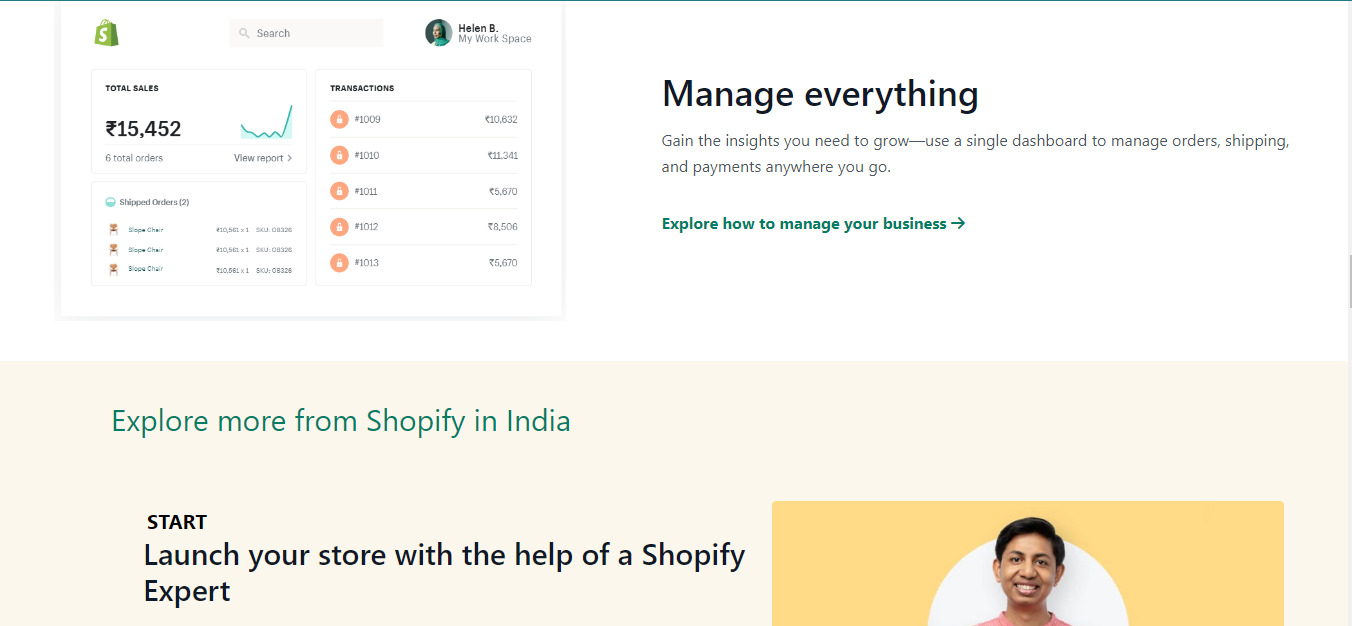 Search
Helen B.
My Work Space
TOTAL SALES
₹15,452
6 total orders
View report >
Shipped Orders (2)
Slope Chair ₹10,561 x 1 SKU: O8326
Slope Chair ₹10,561 x 1 SKU: O8326
Slope Chair ₹10,561 x 1 SKU: O8326
TRANSACTIONS
#1009 ₹10,632
#1010 ₹11,341
#1011 ₹5,670
#1012 ₹8,506
#1013 ₹5,670
Manage everything
Gain the insights you need to grow—use a single dashboard to manage orders, shipping,
and payments anywhere you go.
Explore how to manage your business →
Explore more from Shopify in India
START
Launch your store with the help of a Shopify
Expert